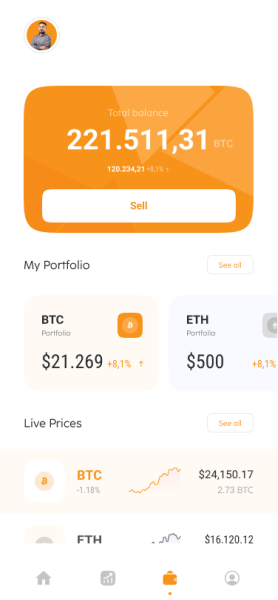 Total balance
221.511,31 BTC
120.234,21 +8,1% +
Sell
My Portfolio See all
BTC
Portfolio
$21.269 +8,1% ↑
ETH
Portfolio
$500 +8,1%
Live Prices See all
BTC $24,150.17
-1.18% 2.73 BTC
ETH $16.120.12